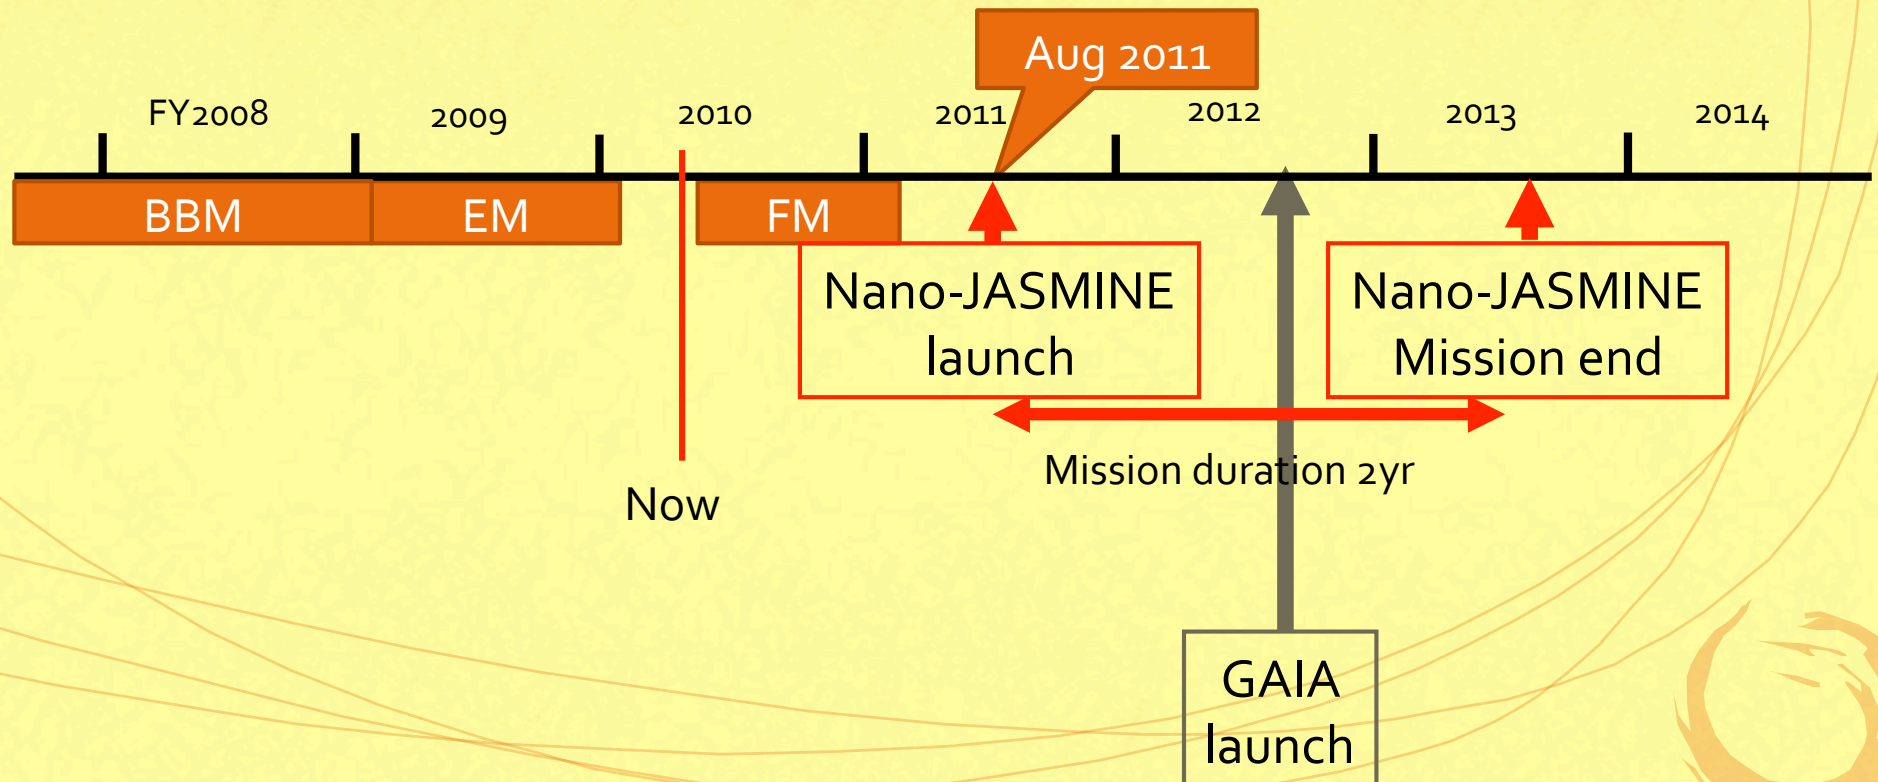 Aug 2011
FY2008
2009
2010
2011
2012
2013
2014
BBM
EM
FM
Nano-JASMINE
launch
Nano-JASMINE
Mission end
Mission duration 2yr
Now
GAIA
launch